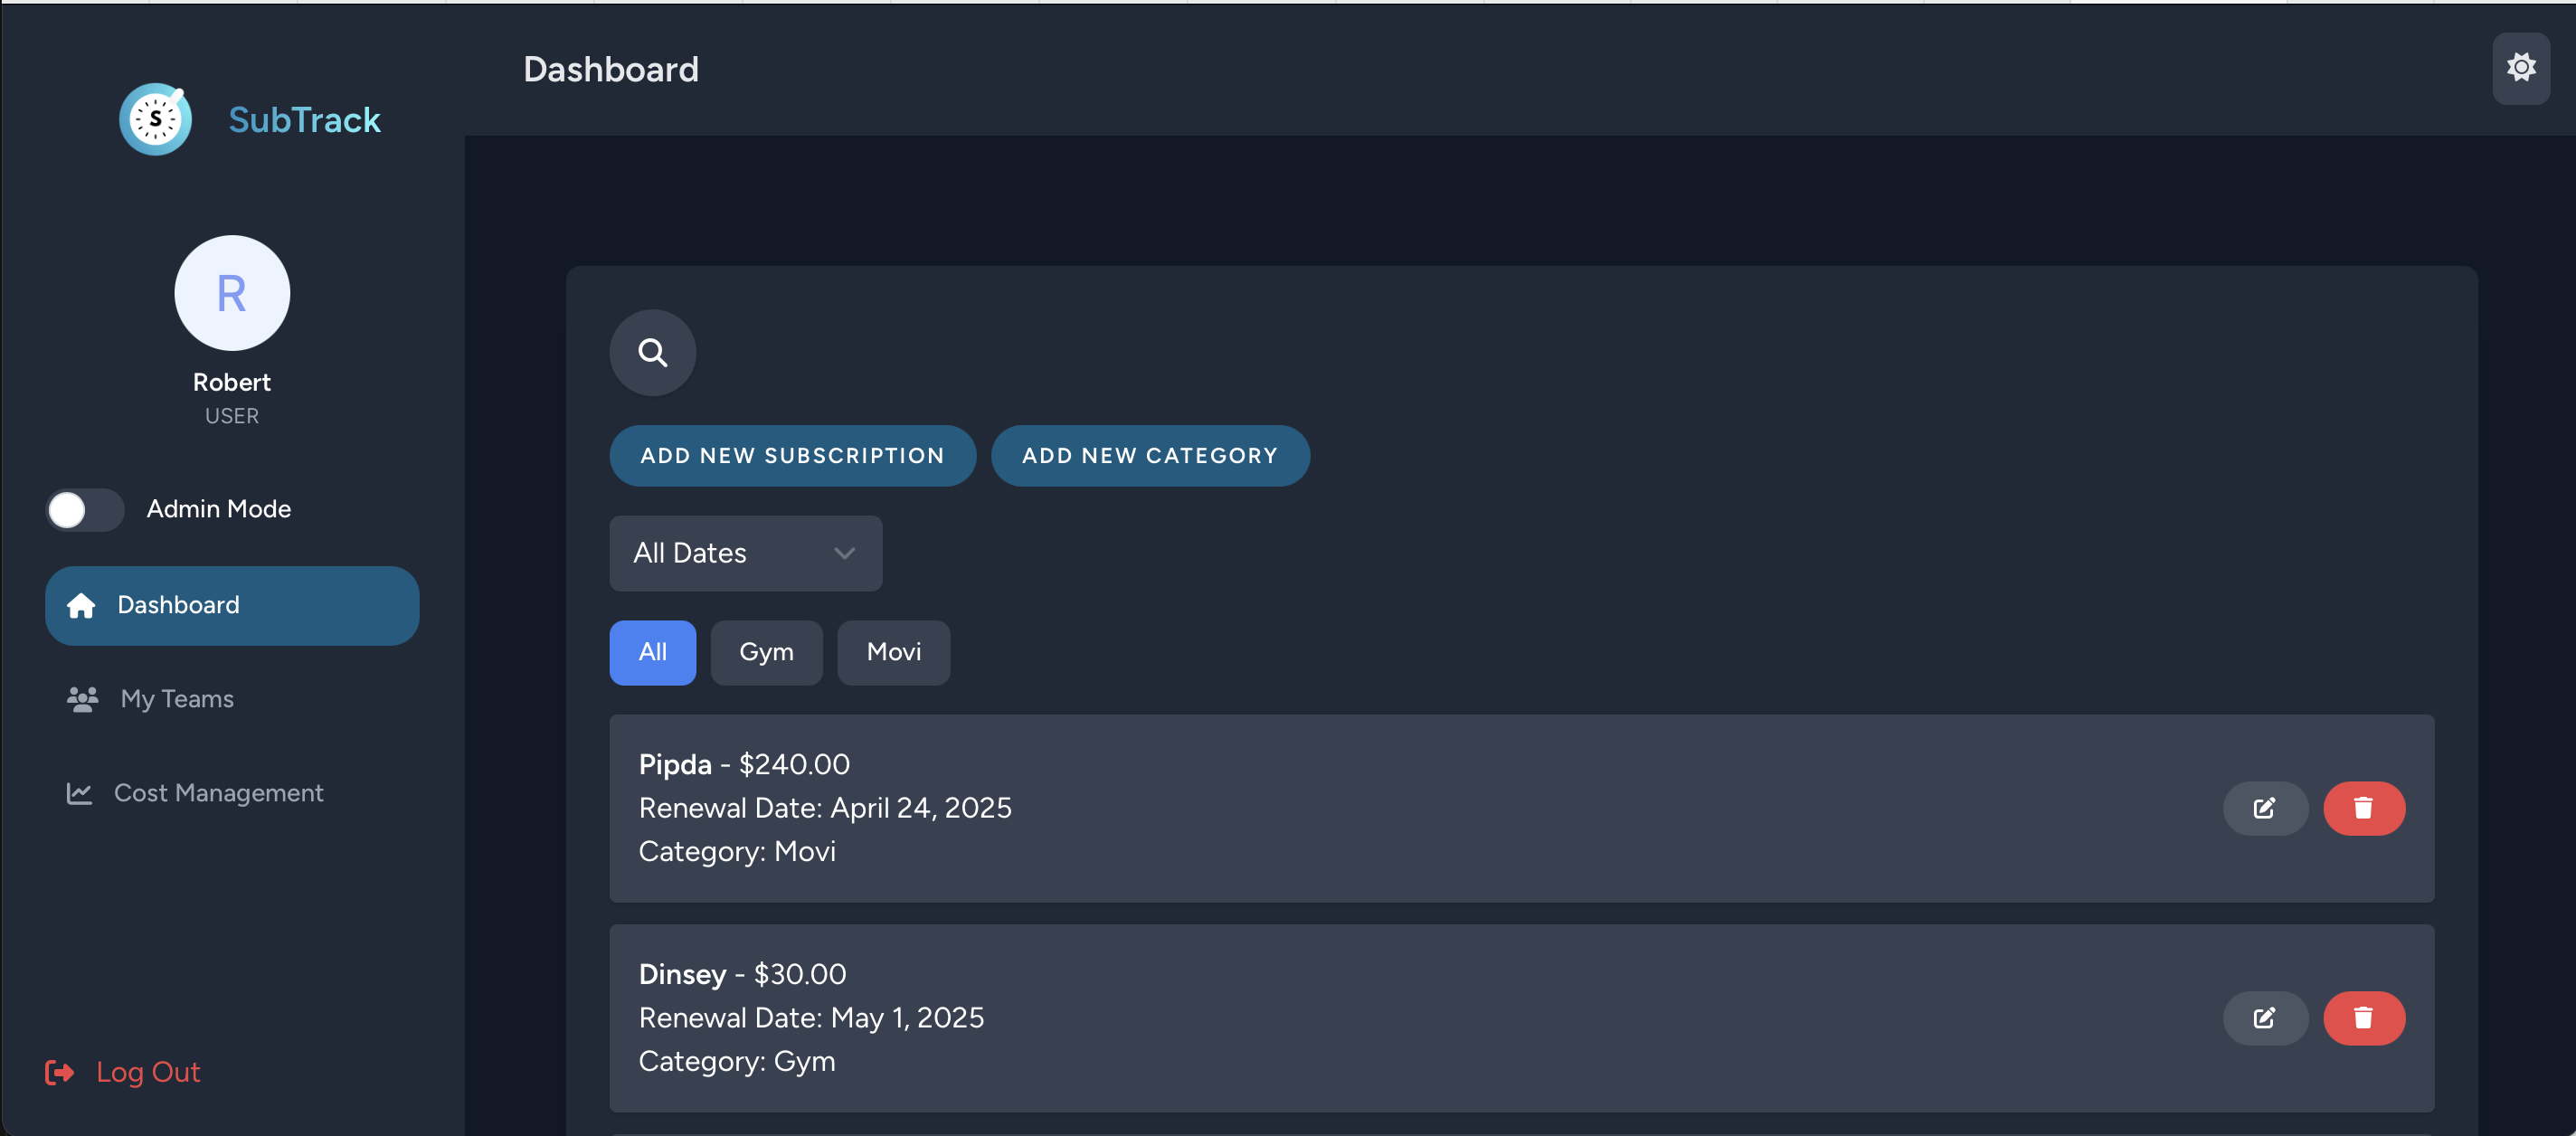 S
SubTrack
R
Robert
USER
Admin Mode
Dashboard
My Teams
Cost Management
Log Out
Dashboard
ADD NEW SUBSCRIPTION
ADD NEW CATEGORY
All Dates
All
Gym
Movi
Pipda - $240.00
Renewal Date: April 24, 2025
Category: Movi
Dinsey - $30.00
Renewal Date: May 1, 2025
Category: Gym